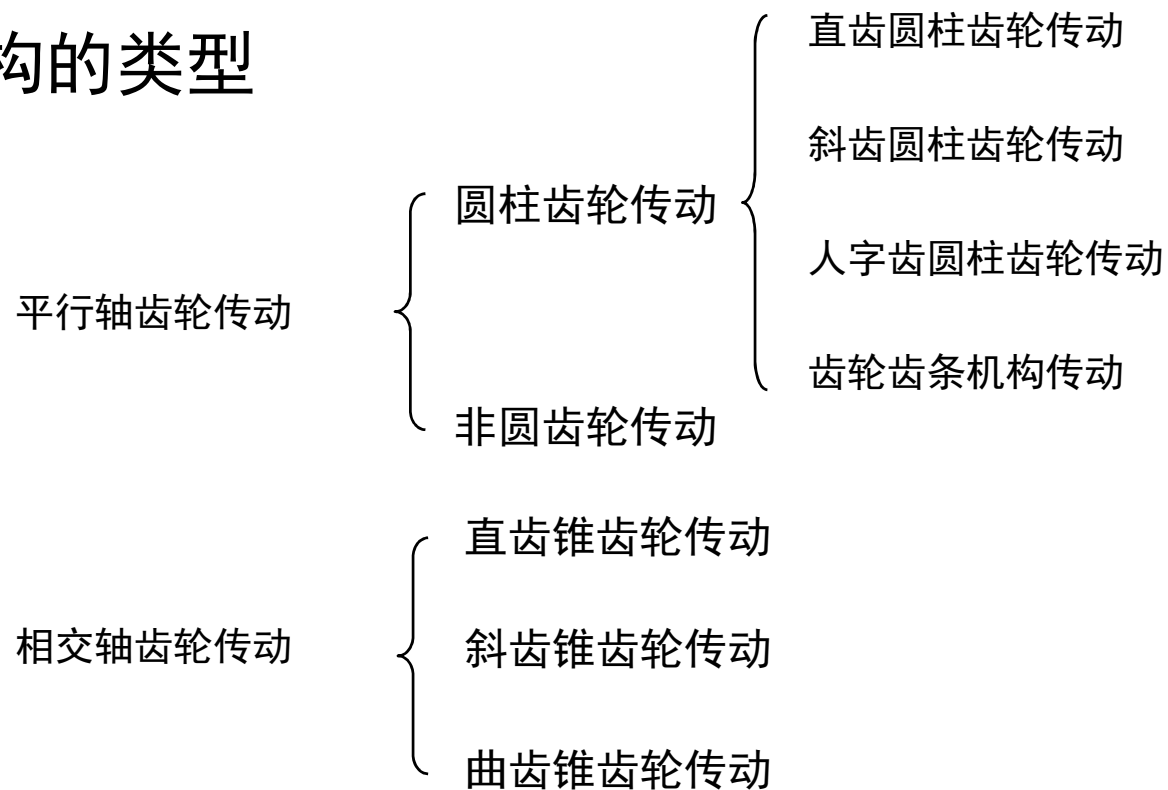 构的类型
直齿圆柱齿轮传动
斜齿圆柱齿轮传动
圆柱齿轮传动
人字齿圆柱齿轮传动
平行轴齿轮传动
齿轮齿条机构传动
非圆齿轮传动
直齿锥齿轮传动
相交轴齿轮传动
斜齿锥齿轮传动
曲齿锥齿轮传动